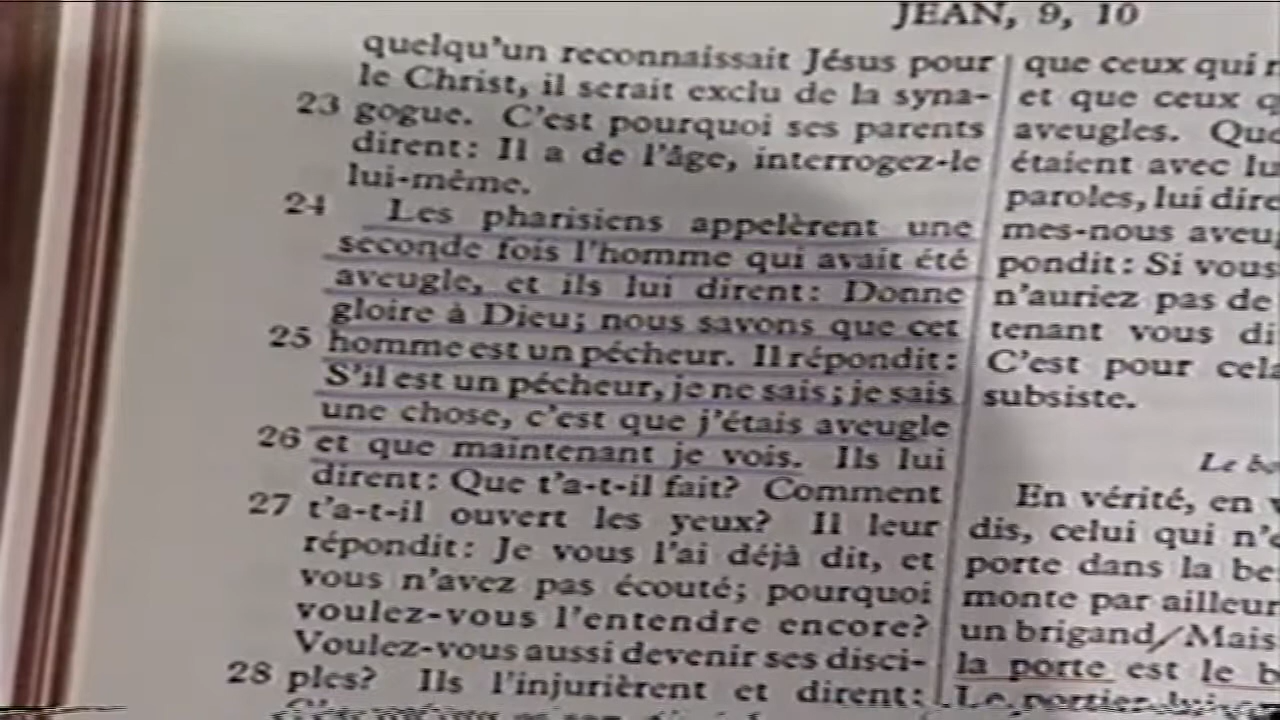 JEAN, 9, 10
quelqu'un reconnaissait Jésus pour
le Christ, il serait exclu de la syna-
23 gogue. C'est pourquoi ses parents
dirent: Il a de l'âge, interrogez-le
lui-même.
24 Les pharisiens appelèrent une
seconde fois l'homme qui avait été
aveugle, et ils lui dirent: Donne
gloire à Dieu; nous savons que cet
25 homme est un pécheur. Il répondit:
S'il est un pécheur, je ne sais; je sais
une chose, c'est que j'étais aveugle
26 et que maintenant je vois. Ils lui
dirent: Que t'a-t-il fait? Comment
27 t'a-t-il ouvert les yeux? Il leur
répondit: Je vous l'ai déjà dit, et
vous n'avez pas écouté; pourquoi
voulez-vous l'entendre encore?
Voulez-vous aussi devenir ses disci-
28 ples? Ils l'injurièrent et dirent:
que ceux qui
et que ceux
aveugles.
étaient avec
paroles, lui
mes-nous
pondit: Si vous
n'auriez pas de
tenant vous
C'est pour
subsiste.
Le
En vérité, en
dis, celui qui
porte dans la
monte par
un brigand/Mais
la porte est le
Le portier lui